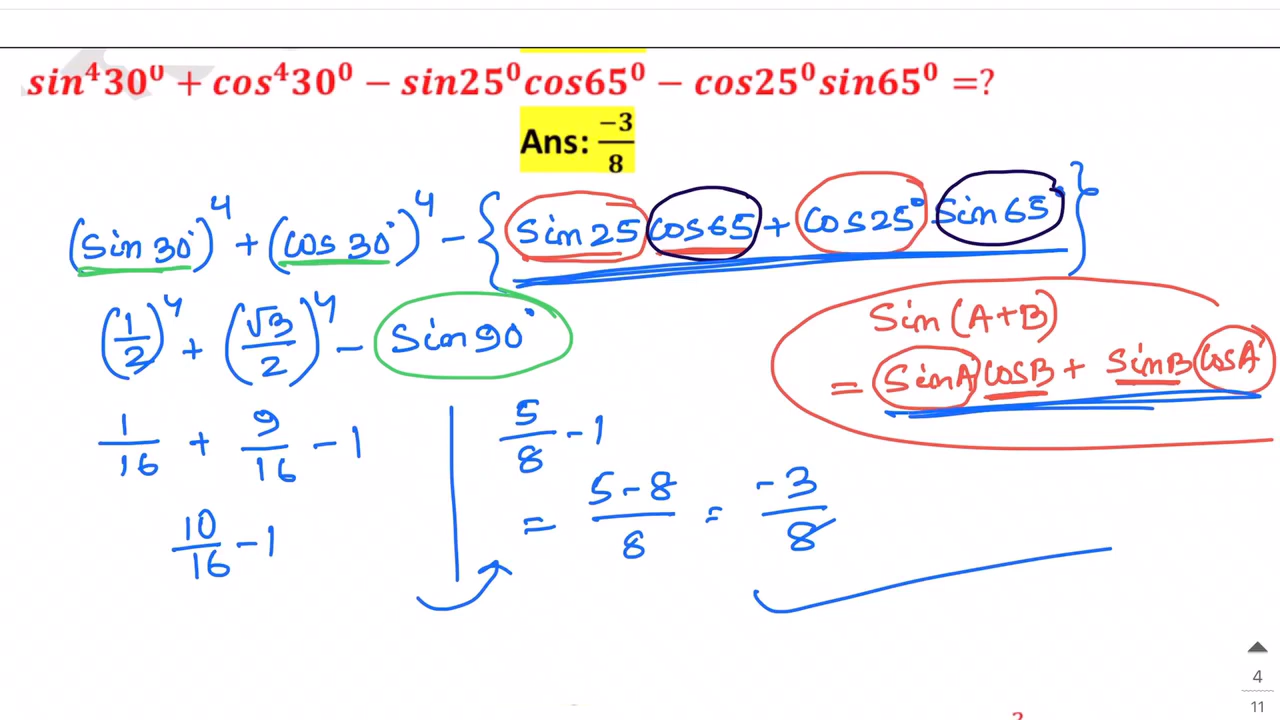 sin⁴30⁰ + cos⁴30⁰ − sin25⁰cos65⁰ − cos25⁰sin65⁰ =?
Ans: −3/8
(Sin 30°)⁴ + (cos 30°)⁴ − {Sin 25 cos 65 + cos 25° Sin 65°}
(1/2)⁴ + (√3/2)⁴ − Sin 90°
Sin (A+B)
= SinA cosB + SinB cosA
1/16 + 9/16 − 1
10/16 − 1
5/8 − 1
= 5−8/8 = −3/8
4
11